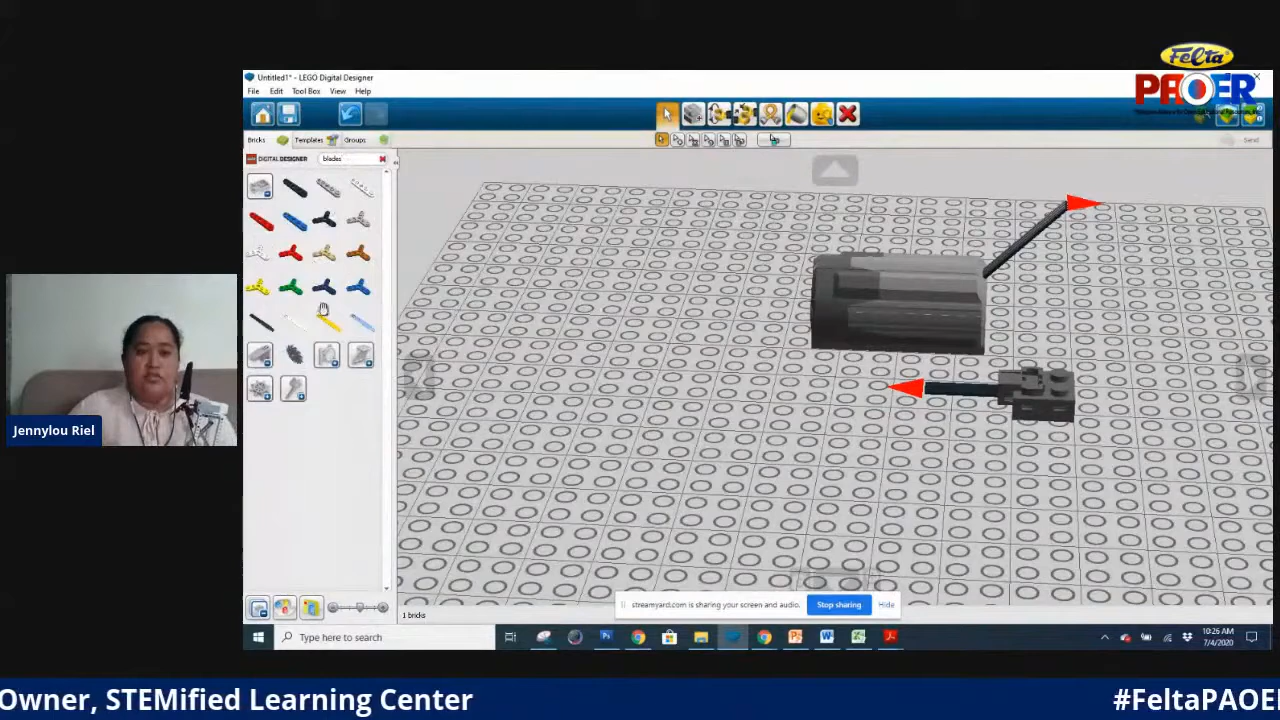 Felta
PAOER
Untitled1* - LEGO Digital Designer
File Edit Tool Box View Help
Bricks Templates Groups
Send
DIGITAL DESIGNER blades
Jennylou Riel
streamyard.com is sharing your screen and audio. Stop sharing Hide
1 bricks
Type here to search
10:26 AM
7/4/2020
Owner, STEMified Learning Center
#FeltaPAOE